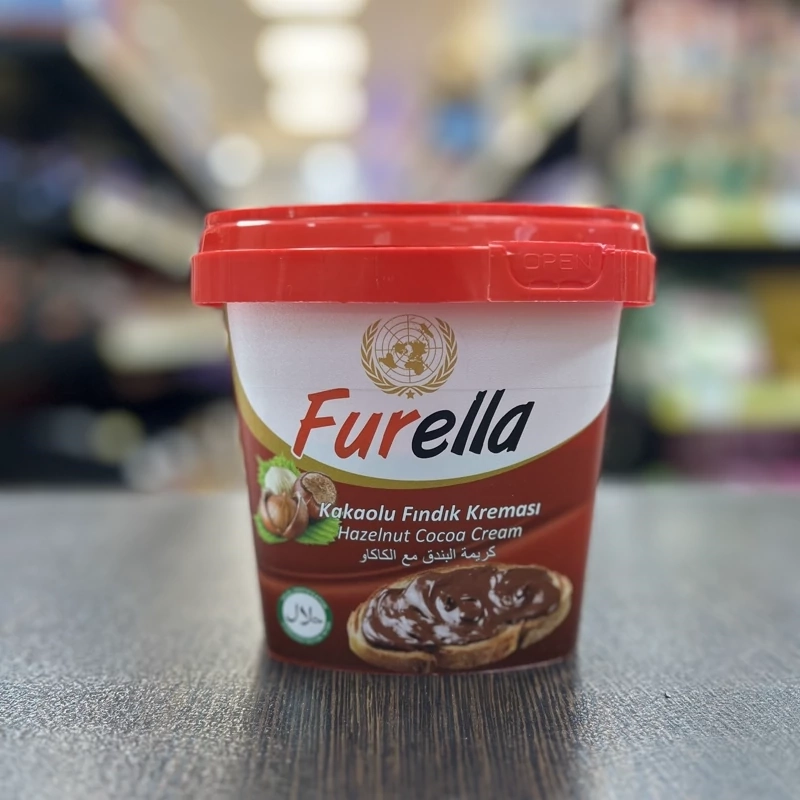 OPEN
Furella
Kakaolu Fındık Kreması
Hazelnut Cocoa Cream
كريمة البندق مع الكاكاو
حلال